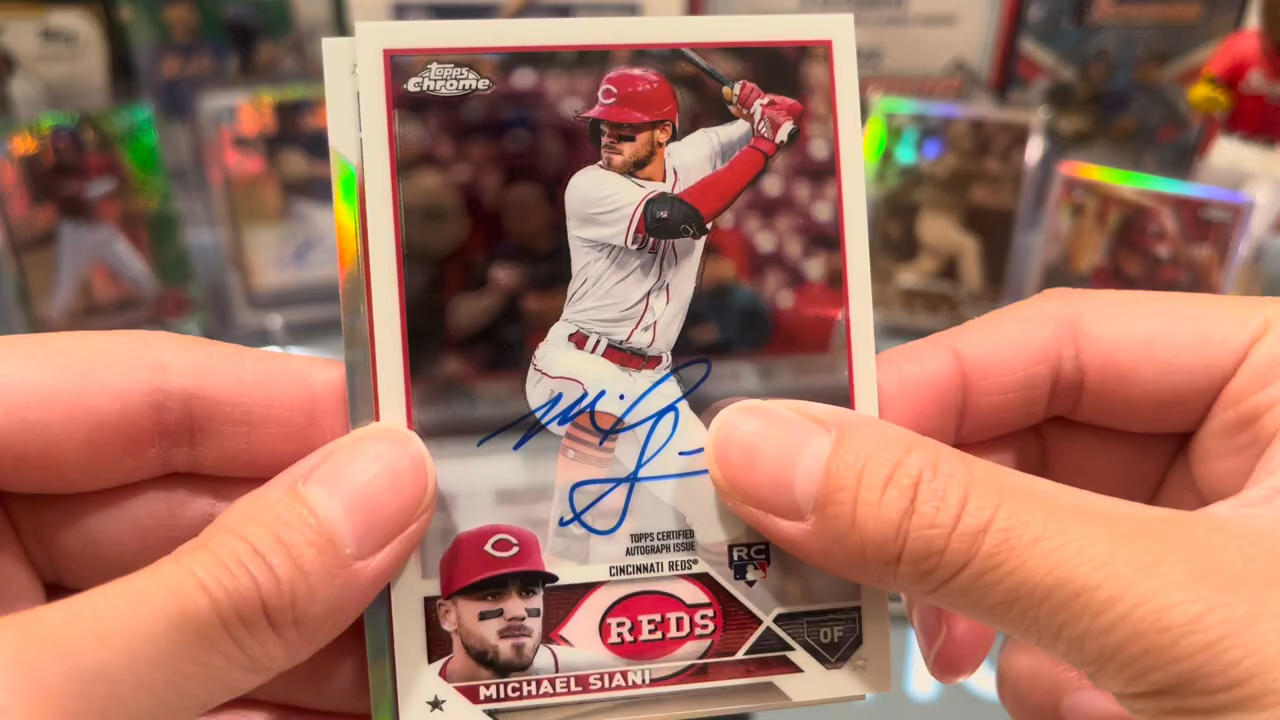 topps
Chrome
C
TOPPS CERTIFIED
AUTOGRAPH ISSUE
CINCINNATI REDS®
RC
C
REDS
OF
MICHAEL SIANI